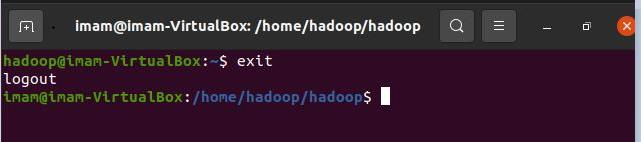 imam@imam-VirtualBox: /home/hadoop/hadoop
hadoop@imam-VirtualBox:~$ exit
logout
imam@imam-VirtualBox:/home/hadoop/hadoop$